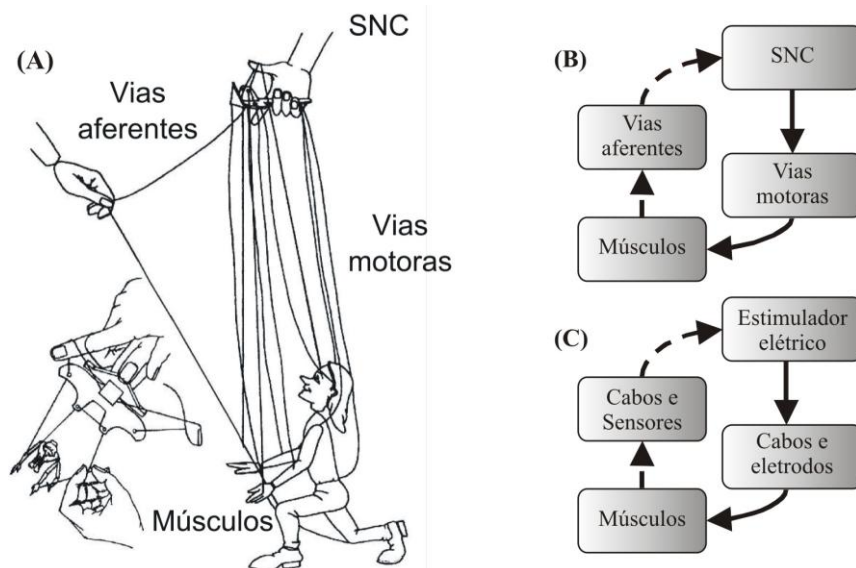 (A)
SNC
Vias
aferentes
Vias
motoras
Músculos
(B)
SNC
Vias
aferentes
Vias
motoras
Músculos
(C)
Estimulador
elétrico
Cabos e
Sensores
Cabos e
eletrodos
Músculos